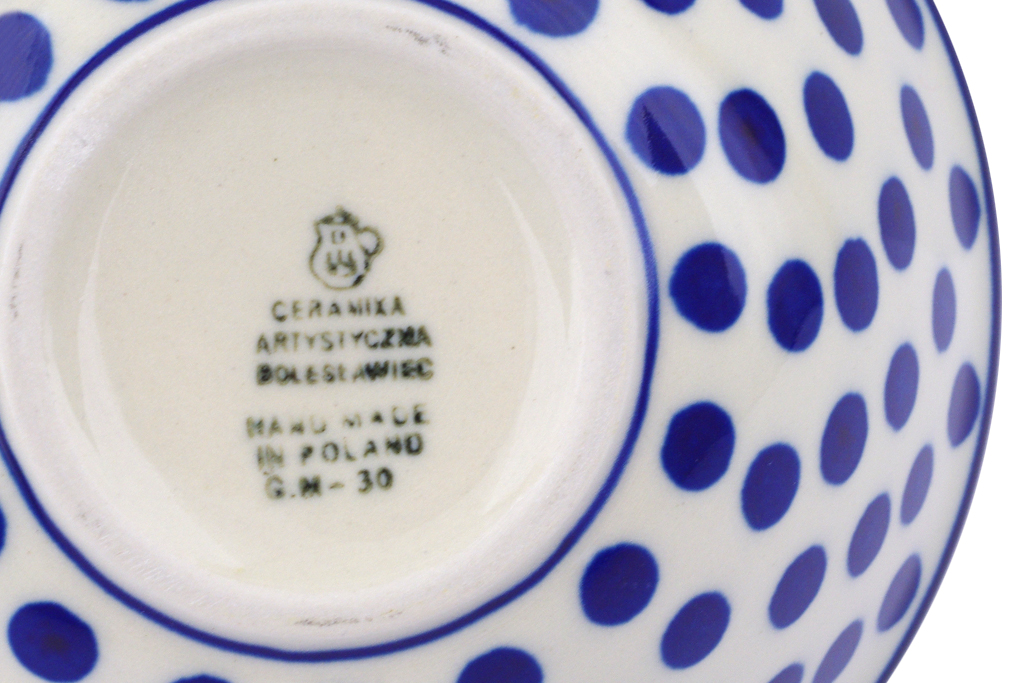 CERAMIKA
ARTYSTYCZNA
BOLESŁAWIEC
HAND MADE
IN POLAND
G.M-30